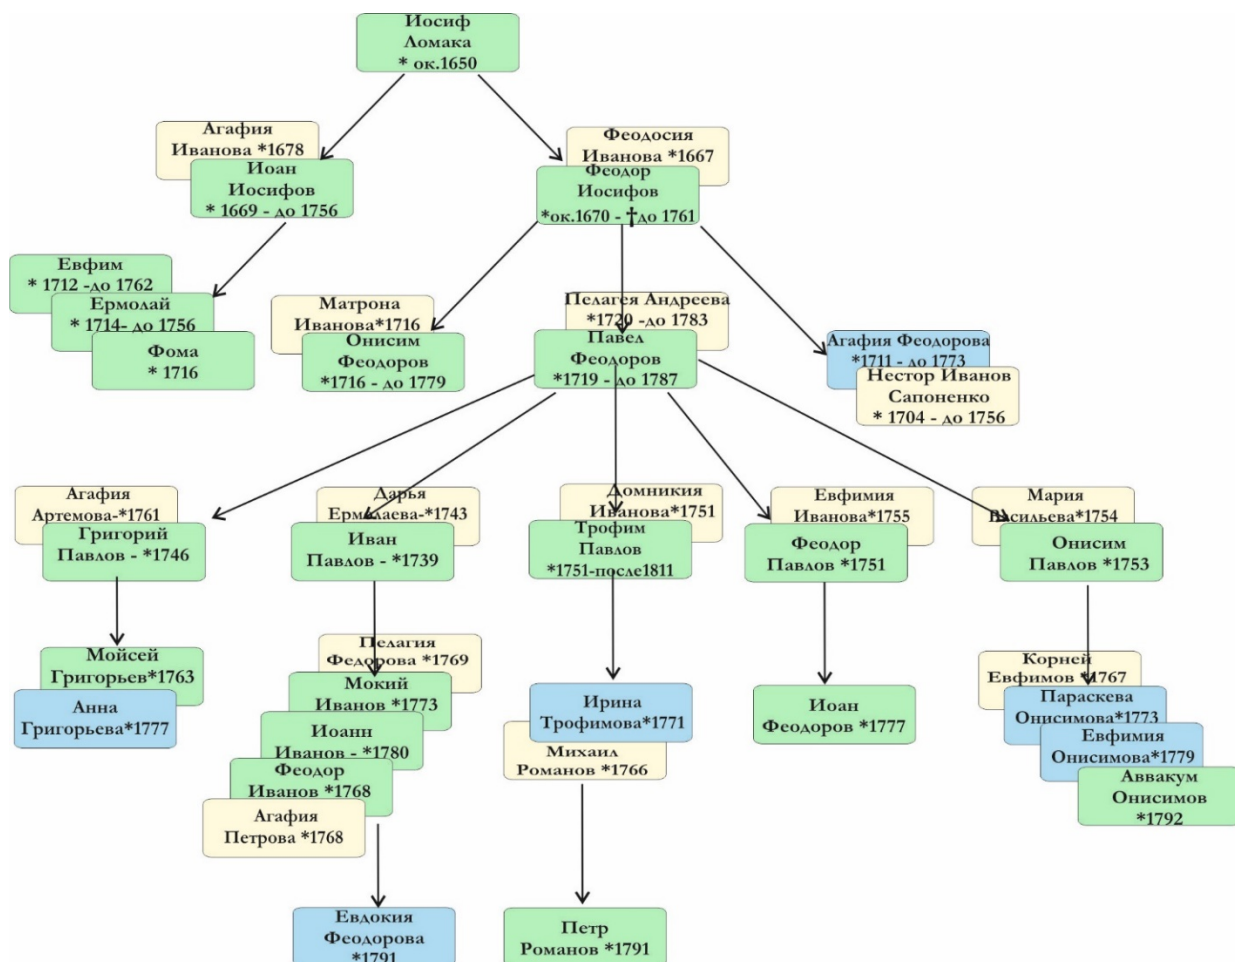 Иосиф
Ломака
* ок.1650
Агафия
Иванова *1678
Иоан
Иосифов
* 1669 - до 1756
Феодосия
Иванова *1667
Феодор
Иосифов
*ок.1670 - †до 1761
Евфим
* 1712 -до 1762
Ермолай
* 1714- до 1756
Фома
* 1716
Матрона
Иванова*1716
Онисим
Феодоров
*1716 - до 1779
Пелагея Андреева
*1720 -до 1783
Павел
Феодоров
*1719 - до 1787
Агафия Феодорова
*1711 - до 1773
Нестор Иванов
Сапоненко
* 1704 - до 1756
Агафия
Артемова-*1761
Григорий
Павлов - *1746
Дарья
Ермолаева-*1743
Иван
Павлов - *1739
Домникия
Иванова*1751
Трофим
Павлов
*1751-после1811
Евфимия
Иванова*1755
Феодор
Павлов *1751
Мария
Васильева*1754
Онисим
Павлов *1753
Мойсей
Григорьев*1763
Анна
Григорьева*1777
Пелагия
Федорова *1769
Мокий
Иванов *1773
Иоанн
Иванов - *1780
Феодор
Иванов *1768
Агафия
Петрова *1768
Ирина
Трофимова*1771
Михаил
Романов *1766
Иоан
Феодоров *1777
Корней
Евфимов *1767
Параскева
Онисимова*1773
Евфимия
Онисимова*1779
Аввакум
Онисимов
*1792
Евдокия
Феодорова
*1791
Петр
Романов *1791